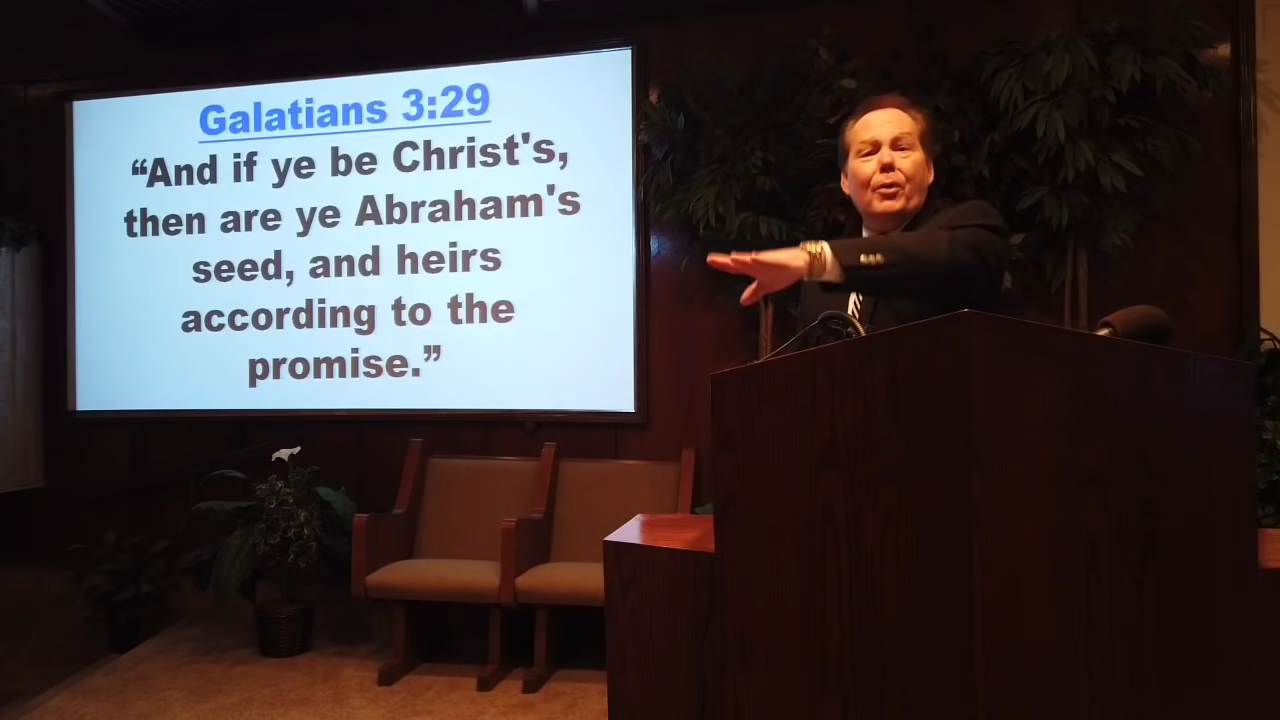 Galatians 3:29
“And if ye be Christ's,
then are ye Abraham's
seed, and heirs
according to the
promise.”